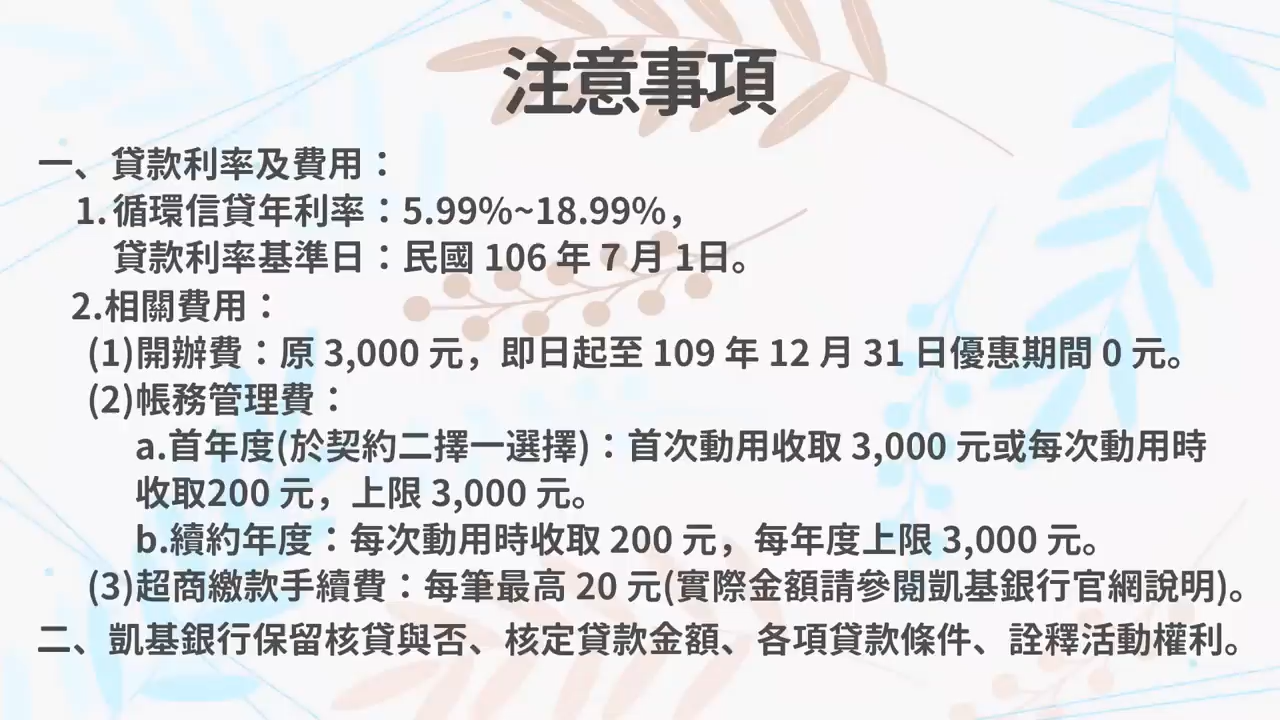 注意事項
一、貸款利率及費用：
1.循環信貸年利率：5.99%~18.99%，
貸款利率基準日：民國 106 年 7 月 1日。
2.相關費用：
(1)開辦費：原 3,000 元，即日起至 109 年 12 月 31 日優惠期間 0 元。
(2)帳務管理費：
a.首年度(於契約二擇一選擇)：首次動用收取 3,000 元或每次動用時
收取200 元，上限 3,000 元。
b.續約年度：每次動用時收取 200 元，每年度上限 3,000 元。
(3)超商繳款手續費：每筆最高 20 元(實際金額請參閱凱基銀行官網說明)。
二、凱基銀行保留核貸與否、核定貸款金額、各項貸款條件、詮釋活動權利。